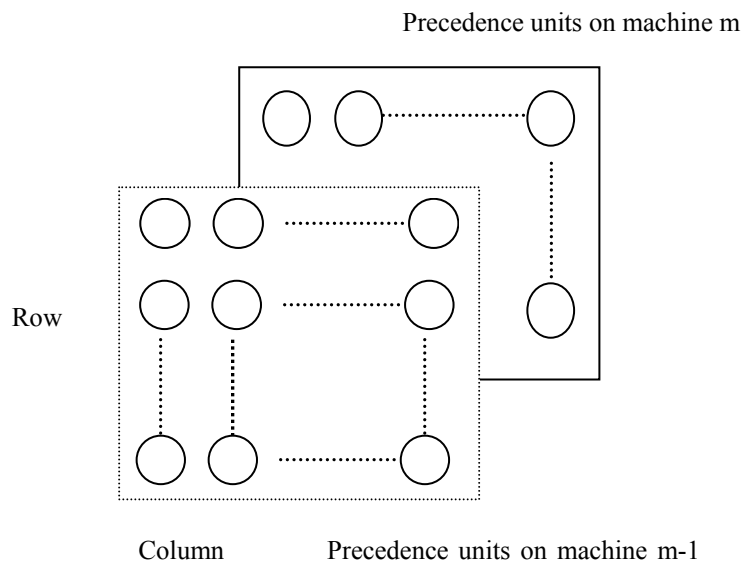 Precedence units on machine m
Row
Column
Precedence units on machine m-1